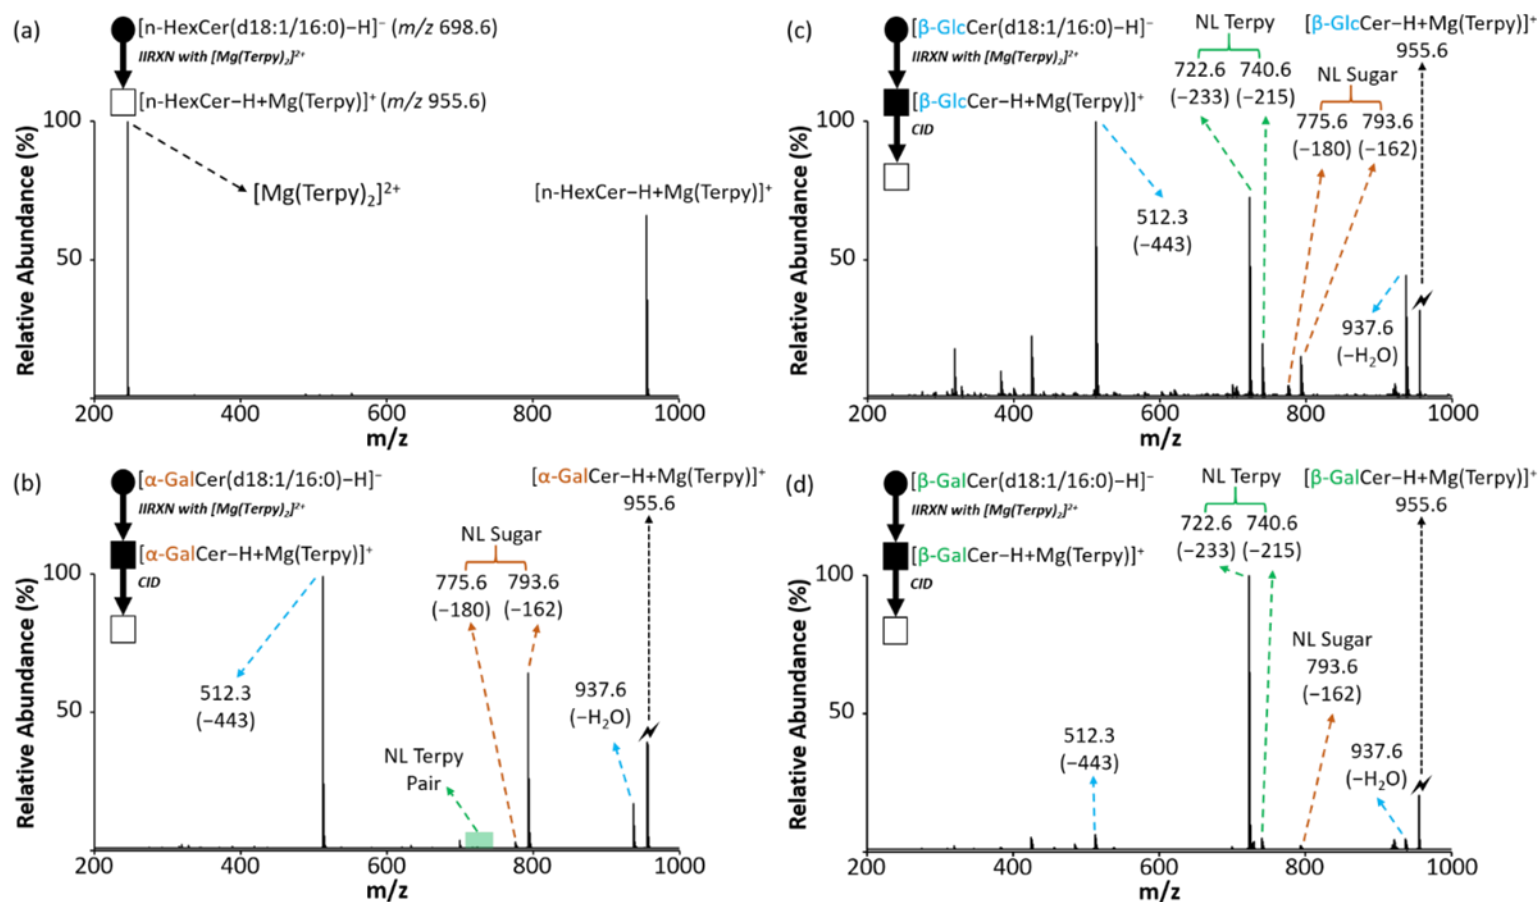 (a)
[n-HexCer(d18:1/16:0)−H]⁻ (m/z 698.6)
IIRXN with [Mg(Terpy)₂]²⁺
[n-HexCer−H+Mg(Terpy)]⁺ (m/z 955.6)
100
50
Relative Abundance (%)
[Mg(Terpy)₂]²⁺
[n-HexCer−H+Mg(Terpy)]⁺
200
400
600
800
1000
m/z
(b)
[α-GalCer(d18:1/16:0)−H]⁻
IIRXN with [Mg(Terpy)₂]²⁺
[α-GalCer−H+Mg(Terpy)]⁺
CID
[α-GalCer−H+Mg(Terpy)]⁺
955.6
NL Sugar
775.6
(−180)
793.6
(−162)
937.6
(−H₂O)
512.3
(−443)
NL Terpy
Pair
100
50
Relative Abundance (%)
200
400
600
800
1000
m/z
(c)
[β-GlcCer(d18:1/16:0)−H]⁻
IIRXN with [Mg(Terpy)₂]²⁺
[β-GlcCer−H+Mg(Terpy)]⁺
CID
NL Terpy
722.6
(−233)
740.6
(−215)
[β-GlcCer−H+Mg(Terpy)]⁺
955.6
NL Sugar
775.6
(−180)
793.6
(−162)
512.3
(−443)
937.6
(−H₂O)
100
50
Relative Abundance (%)
200
400
600
800
1000
m/z
(d)
[β-GalCer(d18:1/16:0)−H]⁻
IIRXN with [Mg(Terpy)₂]²⁺
[β-GalCer−H+Mg(Terpy)]⁺
CID
NL Terpy
722.6
(−233)
740.6
(−215)
[β-GalCer−H+Mg(Terpy)]⁺
955.6
NL Sugar
793.6
(−162)
512.3
(−443)
937.6
(−H₂O)
100
50
Relative Abundance (%)
200
400
600
800
1000
m/z